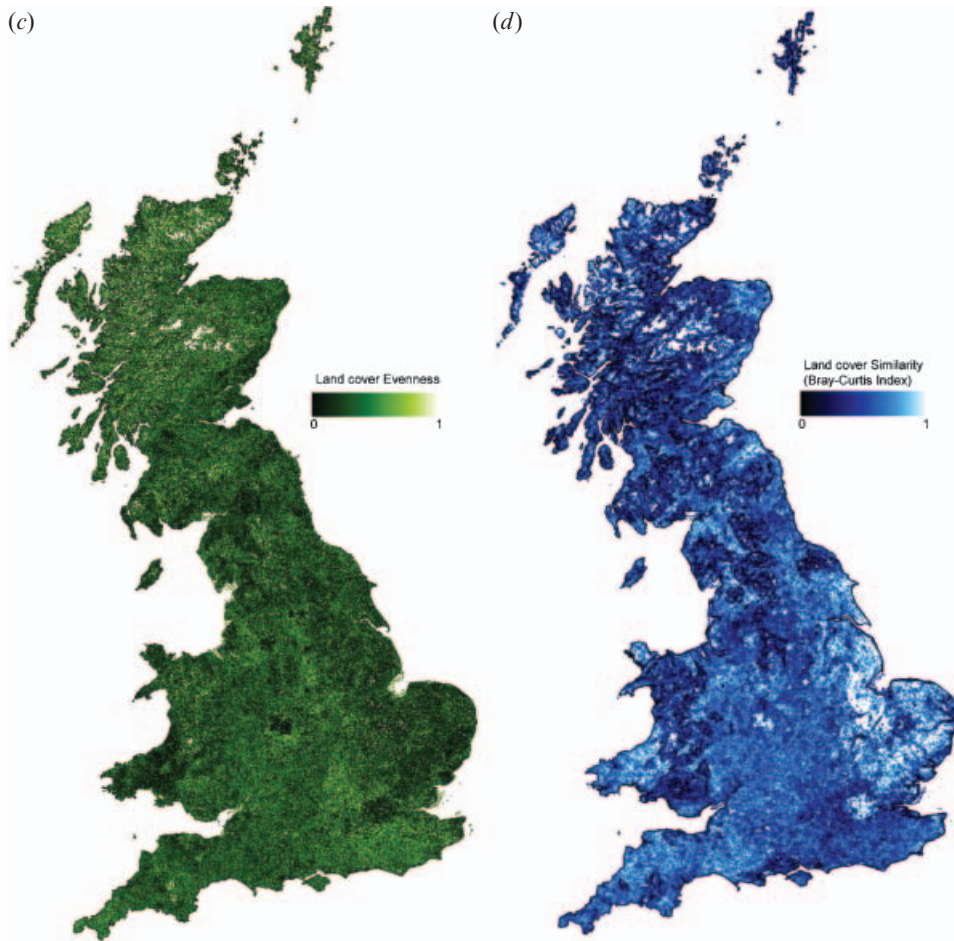 (c)
(d)
Land cover Evenness
0 1
Land cover Similarity
(Bray-Curtis Index)
0 1